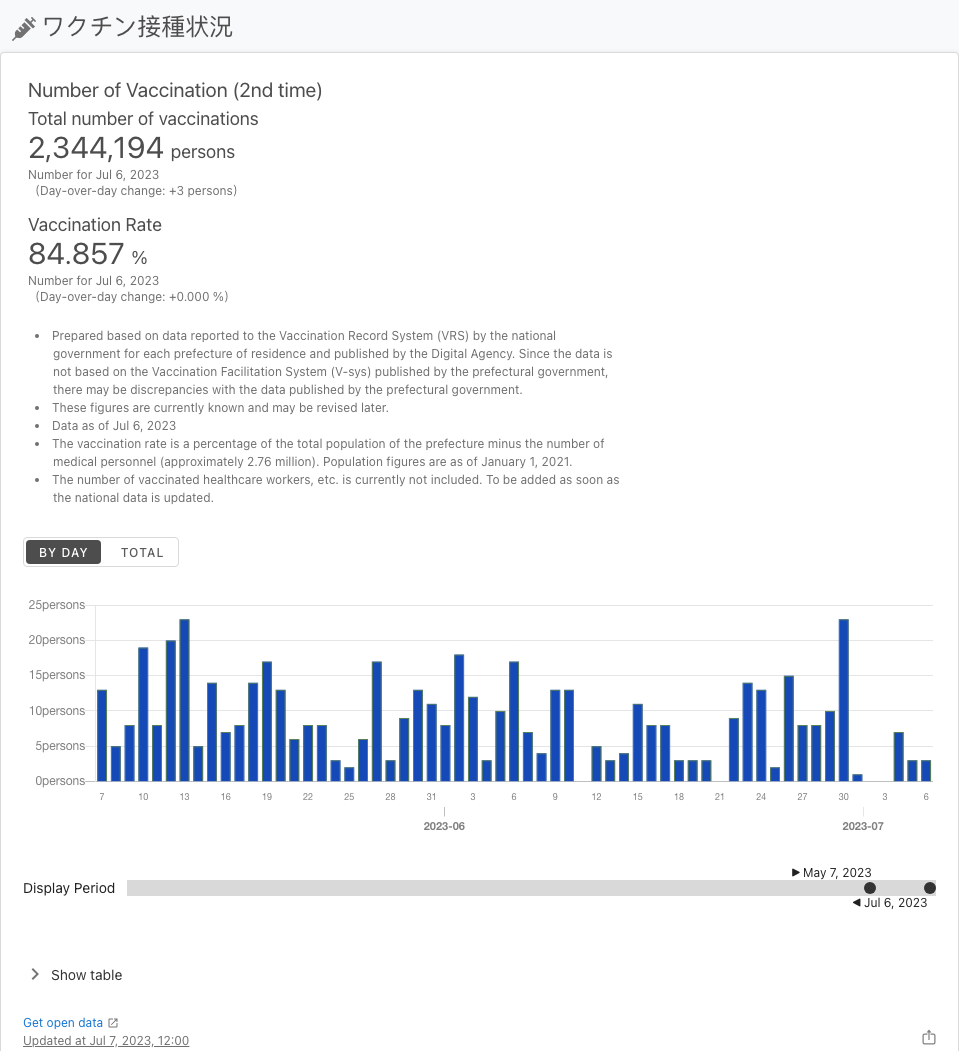 ワクチン接種状況
Number of Vaccination (2nd time)
Total number of vaccinations
2,344,194 persons
Number for Jul 6, 2023
(Day-over-day change: +3 persons)
Vaccination Rate
84.857 %
Number for Jul 6, 2023
(Day-over-day change: +0.000 %)
• Prepared based on data reported to the Vaccination Record System (VRS) by the national
government for each prefecture of residence and published by the Digital Agency. Since the data is
not based on the Vaccination Facilitation System (V-sys) published by the prefectural government,
there may be discrepancies with the data published by the prefectural government.
• These figures are currently known and may be revised later.
• Data as of Jul 6, 2023
• The vaccination rate is a percentage of the total population of the prefecture minus the number of
medical personnel (approximately 2.76 million). Population figures are as of January 1, 2021.
• The number of vaccinated healthcare workers, etc. is currently not included. To be added as soon as
the national data is updated.
BY DAY TOTAL
25persons
20persons
15persons
10persons
5persons
0persons
7 10 13 16 19 22 25 28 31 3 6 9 12 15 18 21 24 27 30 3 6
2023-06 2023-07
May 7, 2023
Display Period
Jul 6, 2023
Show table
Get open data
Updated at Jul 7, 2023, 12:00